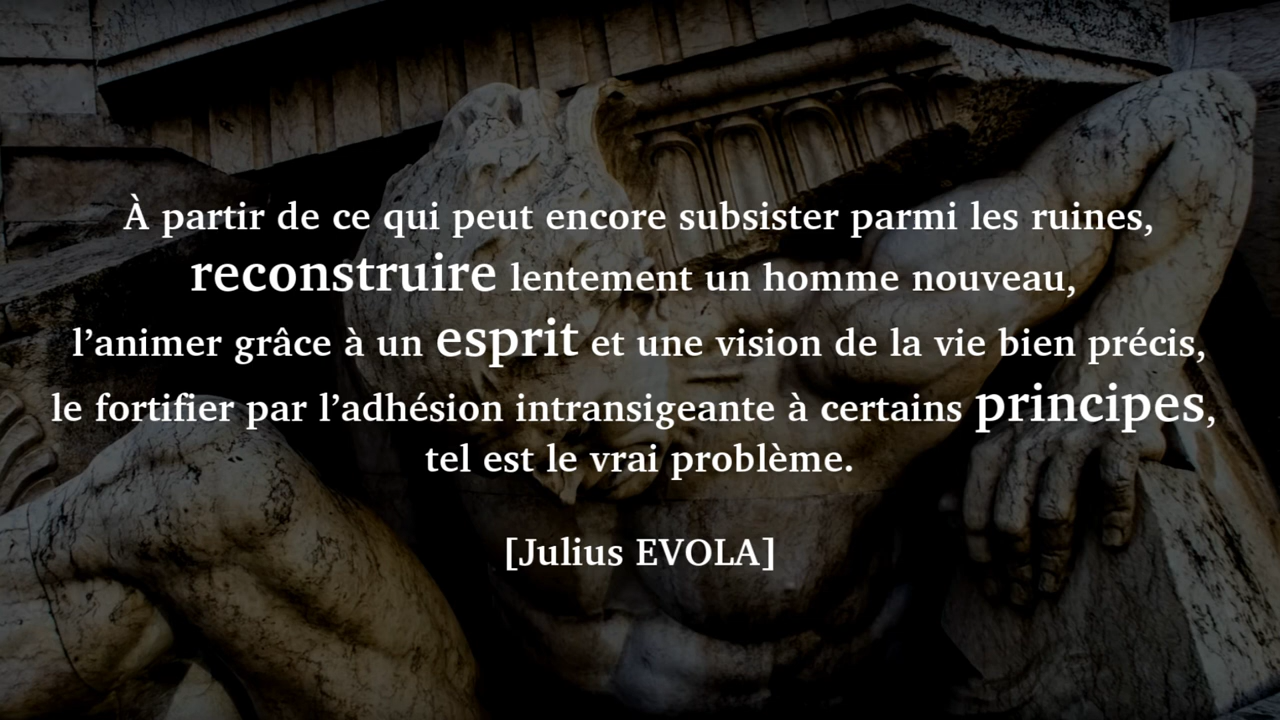 À partir de ce qui peut encore subsister parmi les ruines,
reconstruire lentement un homme nouveau,
l’animer grâce à un esprit et une vision de la vie bien précis,
le fortifier par l’adhésion intransigeante à certains principes,
tel est le vrai problème.
[Julius EVOLA]